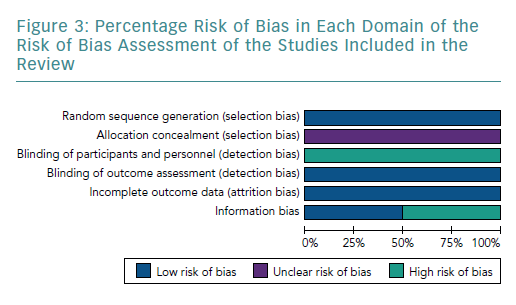 Figure 3: Percentage Risk of Bias in Each Domain of the
Risk of Bias Assessment of the Studies Included in the
Review
Random sequence generation (selection bias)
Allocation concealment (selection bias)
Blinding of participants and personnel (detection bias)
Blinding of outcome assessment (detection bias)
Incomplete outcome data (attrition bias)
Information bias
0% 25% 50% 75% 100%
Low risk of bias Unclear risk of bias High risk of bias